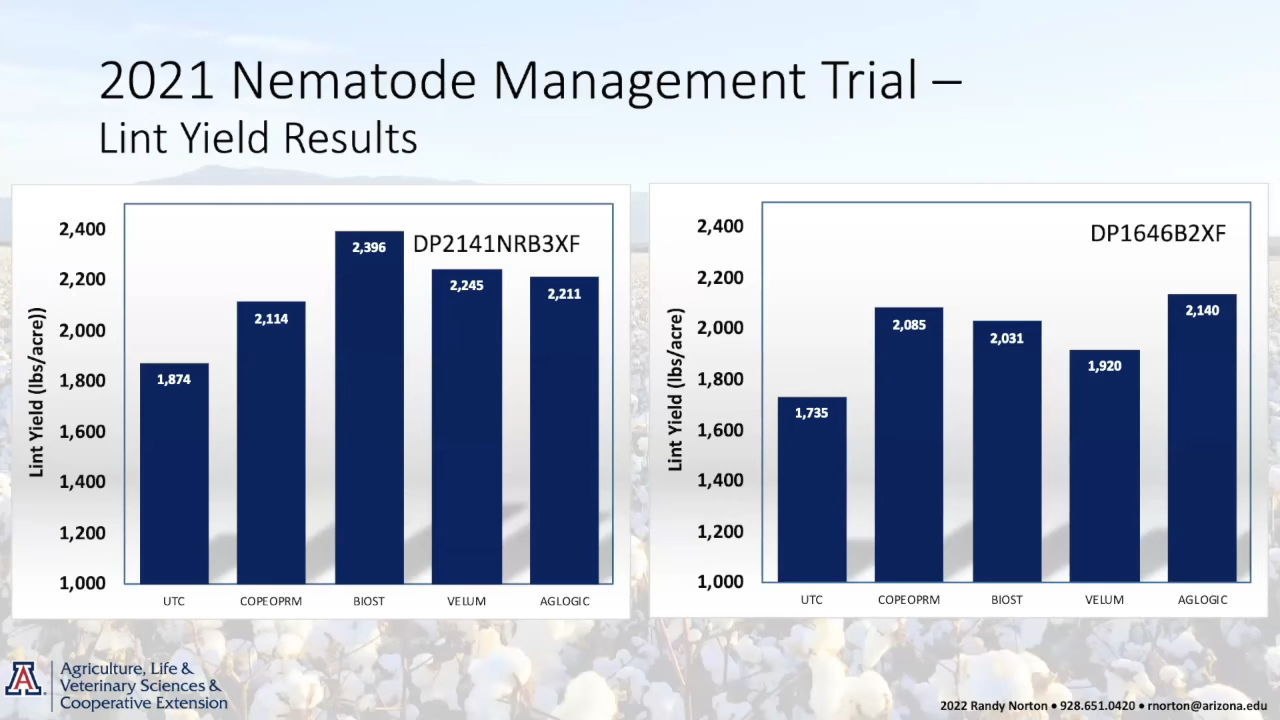 2021 Nematode Management Trial –
Lint Yield Results
Lint Yield (lbs/acre))
2,400
2,200
2,000
1,800
1,600
1,400
1,200
1,000
DP2141NRB3XF
1,874
2,114
2,396
2,245
2,211
UTC
COPEOPRM
BIOST
VELUM
AGLOGIC
Lint Yield (lbs/acre)
2,400
2,200
2,000
1,800
1,600
1,400
1,200
1,000
DP1646B2XF
1,735
2,085
2,031
1,920
2,140
UTC
COPEOPRM
BIOST
VELUM
AGLOGIC
A
Agriculture, Life &
Veterinary Sciences &
Cooperative Extension
2022 Randy Norton ● 928.651.0420 ● rnorton@arizona.edu